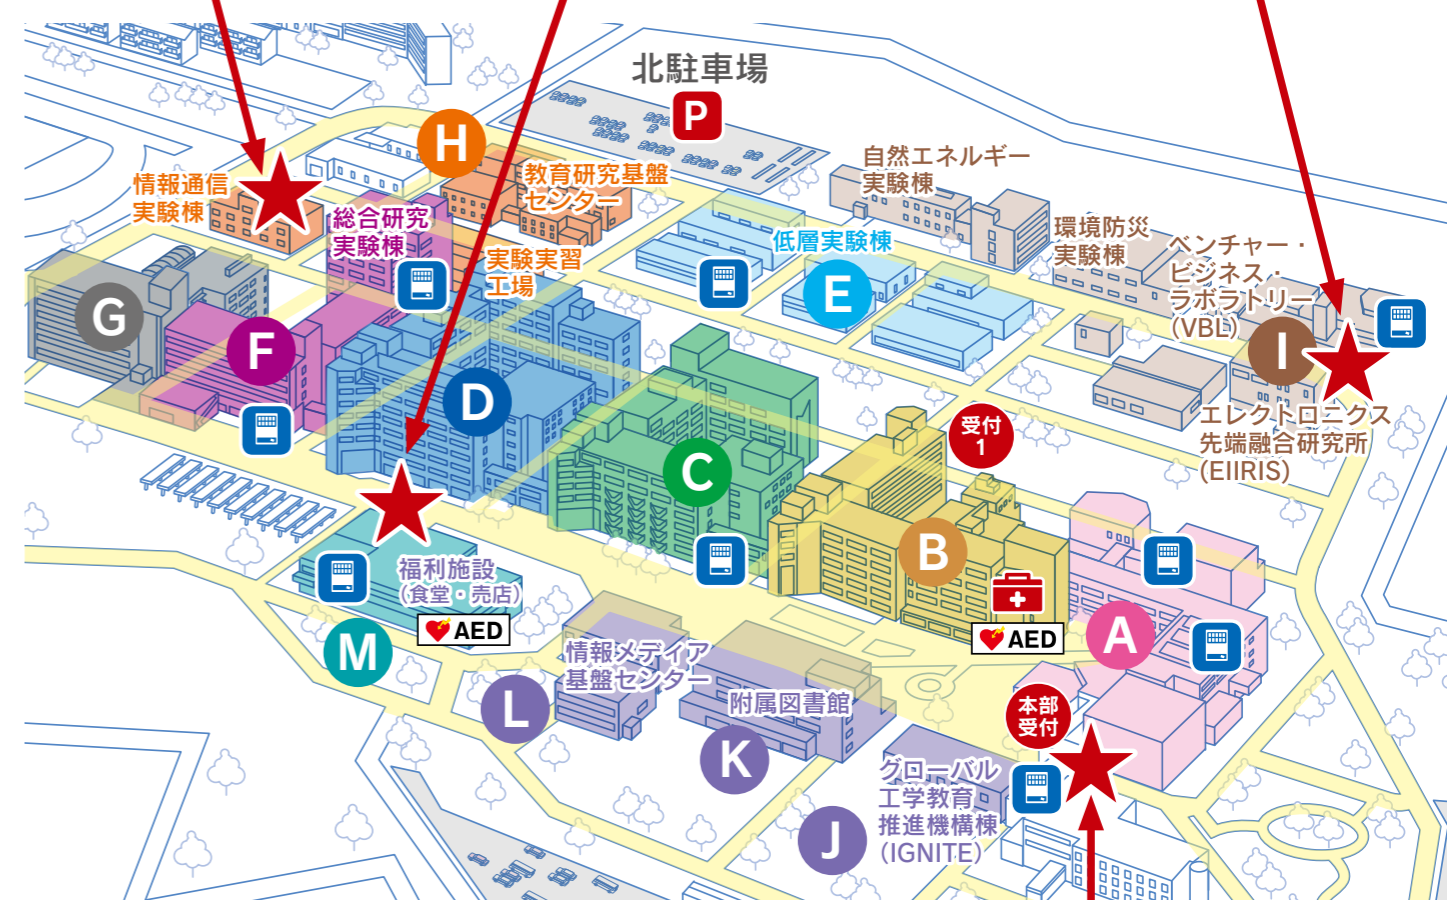 北駐車場
P
H
情報通信
実験棟
総合研究
実験棟
教育研究基盤
センター
実験実習
工場
自然エネルギー
実験棟
低層実験棟
環境防災
実験棟
ベンチャー・
ビジネス・
ラボラトリー
(VBL)
G
F
E
I
D
エレクトロニクス
先端融合研究所
(EIIRIS)
受付
1
C
B
福利施設
(食堂・売店)
AED
AED
A
M
情報メディア
基盤センター
L
附属図書館
K
本部
受付
グローバル
工学教育
推進機構棟
(IGNITE)
J